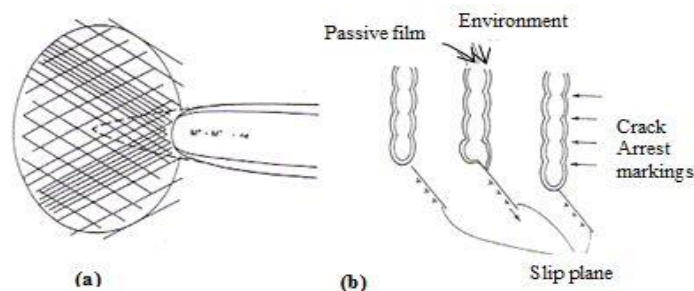 Environment
Passive film
Crack
Arrest
markings
(a)
(b)
Slip plane